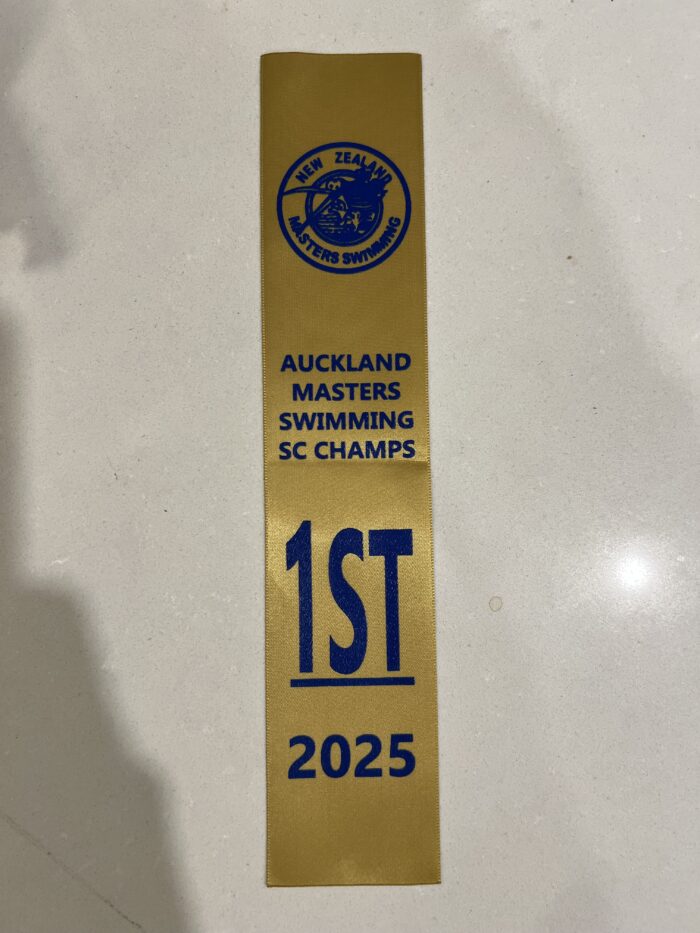 NEW ZEALAND
MASTERS SWIMMING
AUCKLAND
MASTERS
SWIMMING
SC CHAMPS
1ST
2025